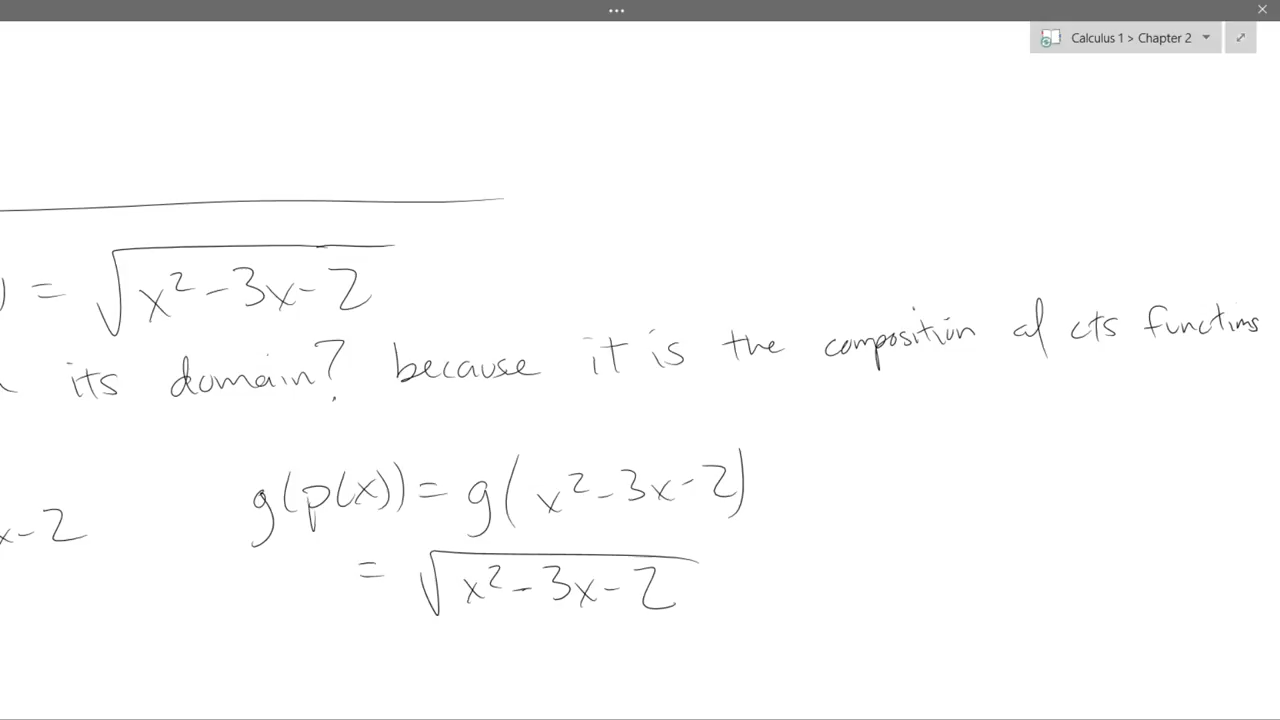 Calculus 1 > Chapter 2
) = √(x² - 3x - 2)
its domain? because it is the composition of cts functions
g(p(x)) = g(x² - 3x - 2)
x - 2
= √(x² - 3x - 2)